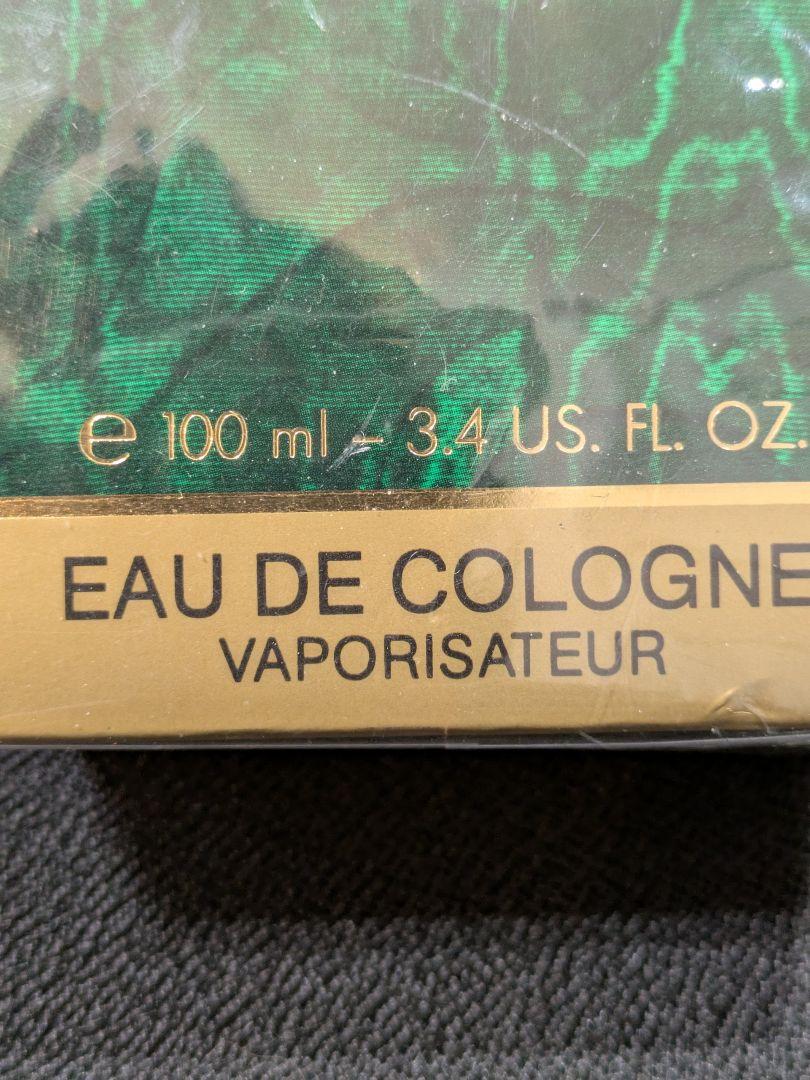 ℮ 100 ml - 3.4 US. FL. OZ.
EAU DE COLOGNE
VAPORISATEUR